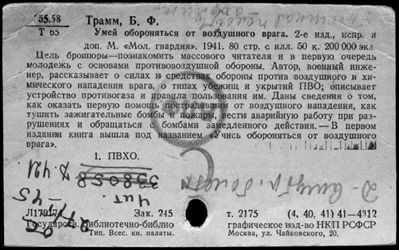 55.58
Т 65
Трамм, Б. Ф.
Умей обороняться от воздушного врага. 2-е изд., испр. и
доп. М. «Мол. гвардия». 1941. 80 стр. с илл. 50 к. 200 000 экз.
Цель брошюры—познакомить массового читателя и в первую очередь
молодежь с основами противовоздушной обороны. Автор, военный инже-
нер, рассказывает о силах и средствах обороны против воздушного и хи-
мического нападения врага, о типах убежищ и укрытий ПВО; описывает
устройство противогаза и правила пользования им. Даны сведения о том,
как оказать первую помощь от воздушного нападения, как
тушить зажигательные бомбы и пожары, вести аварийную работу при раз-
рушениях и обращаться с бомбами замедленного действия.— В первом
издании книга вышла под названием: «Учись обороняться от воздушного
врага».
1. ПВХО.
Л17917 Зак. 245 т. 2175 (4, 40, 41) 41—4312
Государств. библиотечно-библиографическое изд-во НКП РСФСР
Тип. Всес. кн. палаты. Москва, ул. Чайковского, 20.